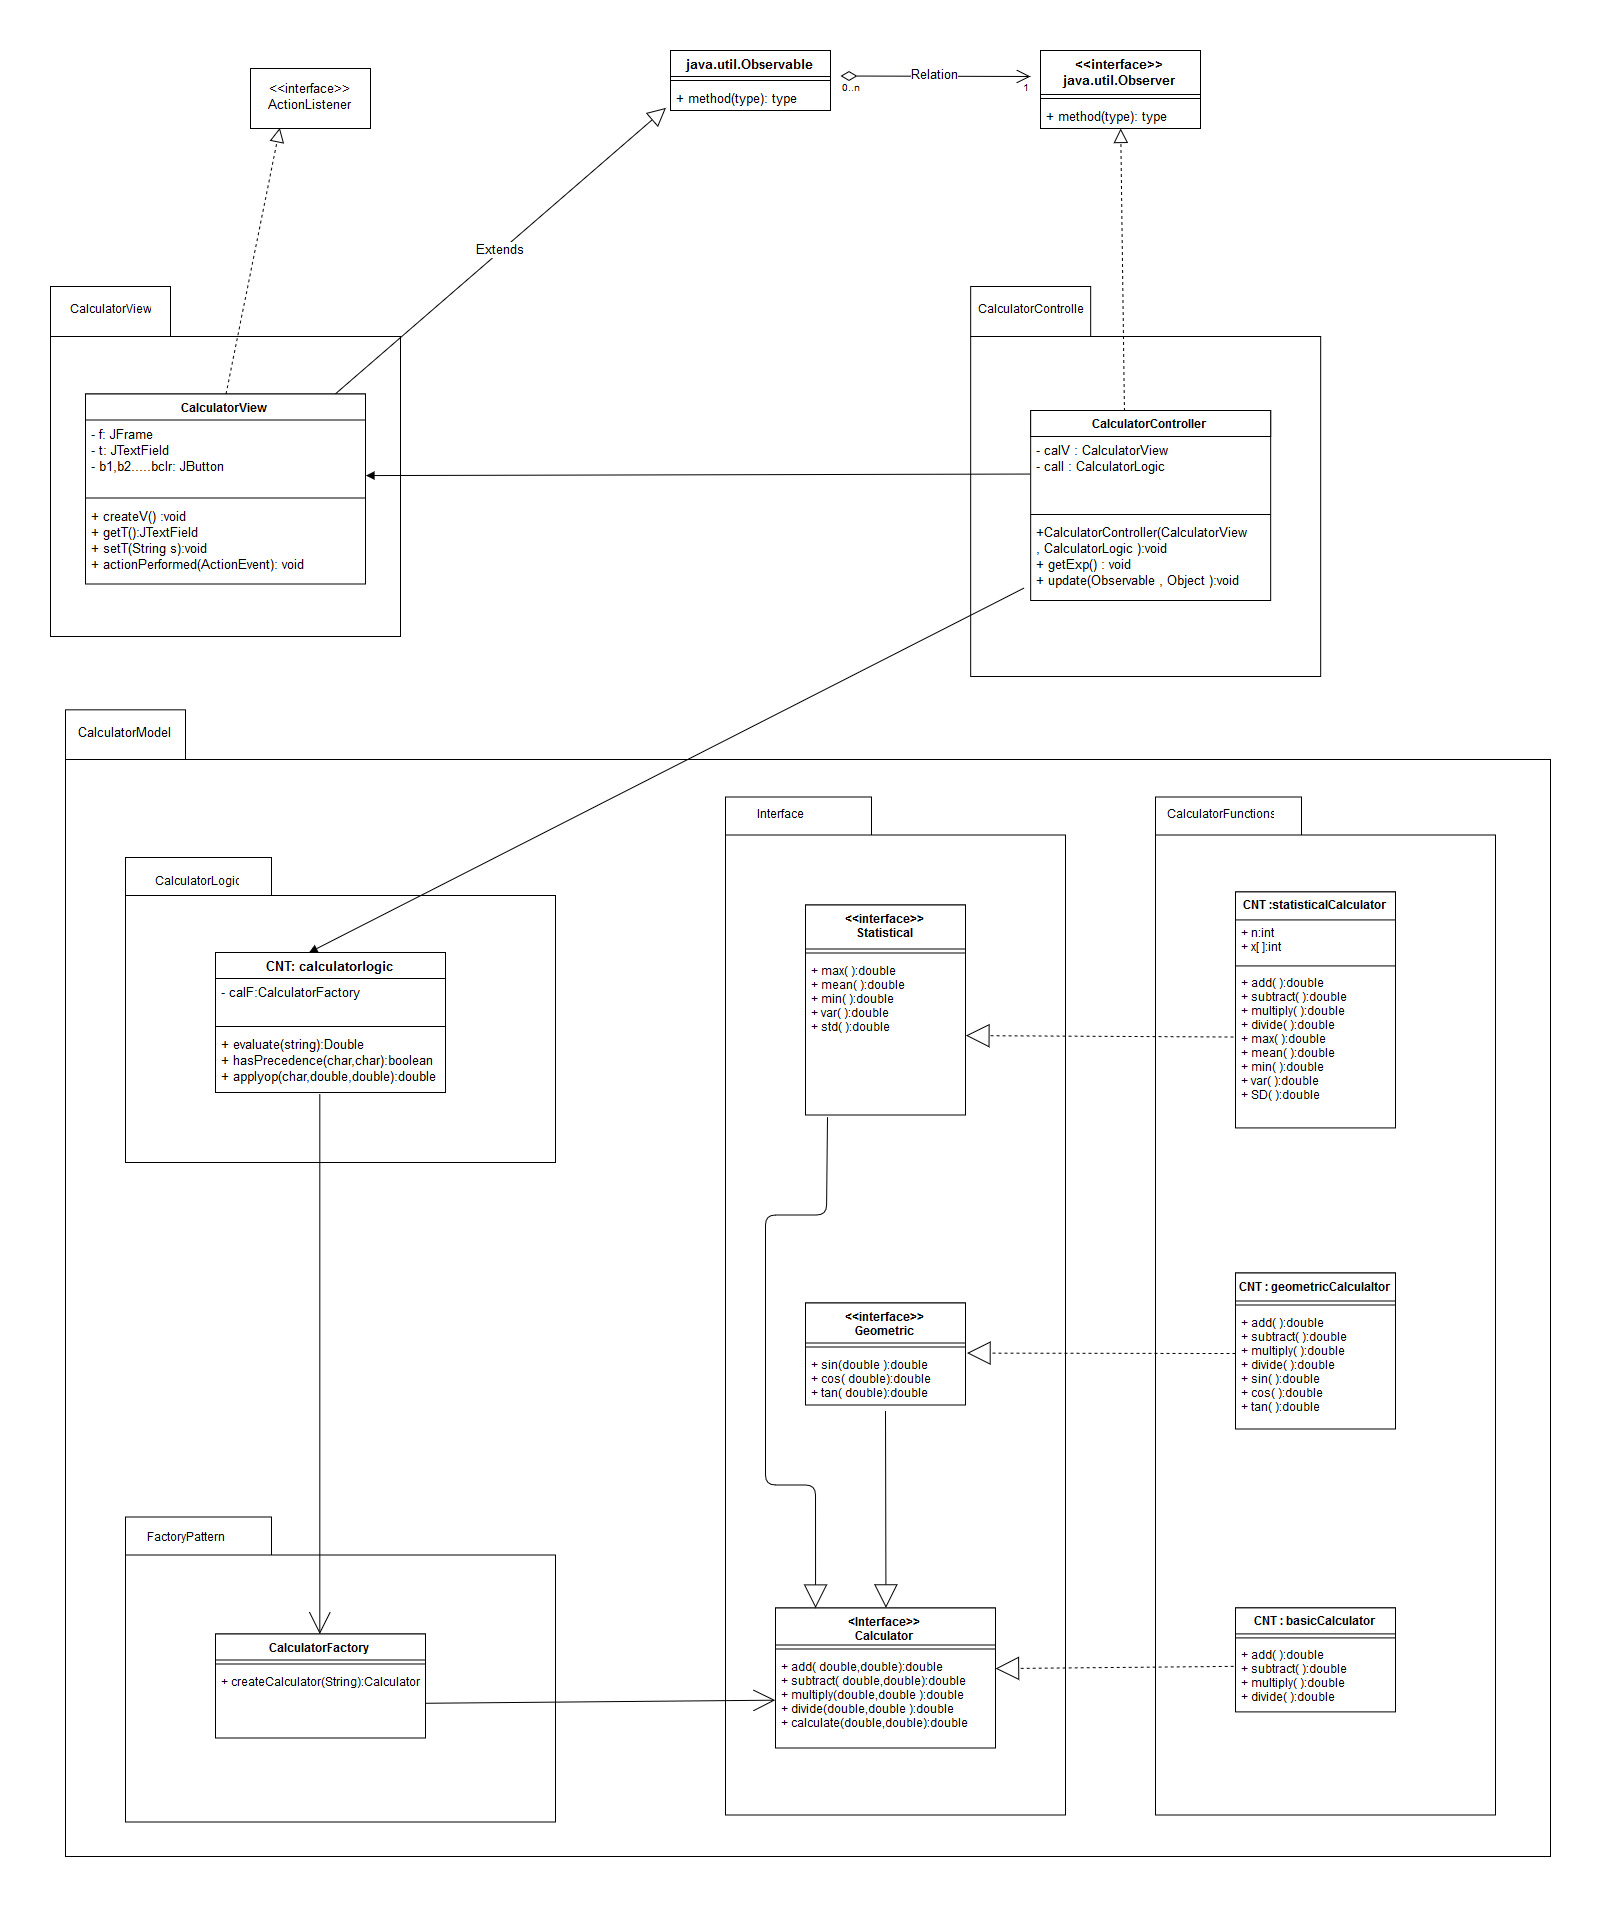 <<interface>>
ActionListener
java.util.Observable
+ method(type): type
Relation
0..n
1
<<interface>>
java.util.Observer
+ method(type): type
Extends
CalculatorView
CalculatorView
- f: JFrame
- t: JTextField
- b1,b2.....bclr: JButton
+ createV() :void
+ getT():JTextField
+ setT(String s):void
+ actionPerformed(ActionEvent): void
CalculatorControlle
CalculatorController
- calV : CalculatorView
- call : CalculatorLogic
+CalculatorController(CalculatorView
, CalculatorLogic ):void
+ getExp() : void
+ update(Observable , Object ):void
CalculatorModel
CalculatorLogic
CNT: calculatorlogic
- calF:CalculatorFactory
+ evaluate(string):Double
+ hasPrecedence(char,char):boolean
+ applyop(char,double,double):double
FactoryPattern
CalculatorFactory
+ createCalculator(String):Calculator
Interface
<<interface>>
Statistical
+ max( ):double
+ mean( ):double
+ min( ):double
+ var( ):double
+ std( ):double
<<interface>>
Geometric
+ sin(double ):double
+ cos( double):double
+ tan( double):double
<Interface>>
Calculator
+ add( double,double):double
+ subtract( double,double):double
+ multiply(double,double ):double
+ divide(double,double ):double
+ calculate(double,double):double
CalculatorFunctions
CNT :statisticalCalculator
+ n:int
+ x[ ]:int
+ add( ):double
+ subtract( ):double
+ multiply( ):double
+ divide( ):double
+ max( ):double
+ mean( ):double
+ min( ):double
+ var( ):double
+ SD( ):double
CNT : geometricCalculaltor
+ add( ):double
+ subtract( ):double
+ multiply( ):double
+ divide( ):double
+ sin( ):double
+ cos( ):double
+ tan( ):double
CNT : basicCalculator
+ add( ):double
+ subtract( ):double
+ multiply( ):double
+ divide( ):double